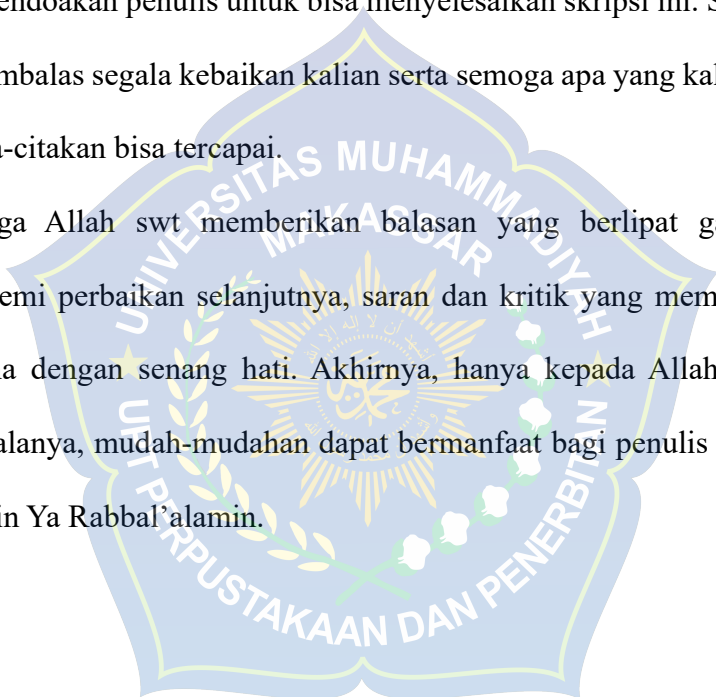 endoakan penulis untuk bisa menyelesaikan skripsi ini. S
mbalas segala kebaikan kalian serta semoga apa yang kal
-citakan bisa tercapai.
ga Allah swt memberikan balasan yang berlipat ga
emi perbaikan selanjutnya, saran dan kritik yang mem
a dengan senang hati. Akhirnya, hanya kepada Allah
alanya, mudah-mudahan dapat bermanfaat bagi penulis
in Ya Rabbal’alamin.
UNIVERSITAS MUHAMMADIYAH
MAKASSAR
UPT PERPUSTAKAAN DAN PENERBITAN